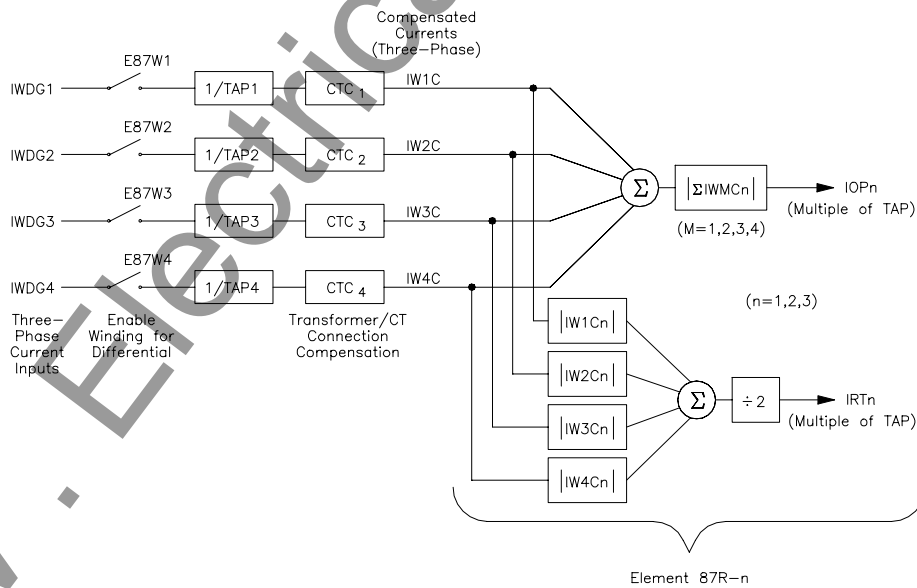 Compensated
Currents
(Three-Phase)
IWDG1
E87W1
1/TAP1
CTC 1
IW1C
IWDG2
E87W2
1/TAP2
CTC 2
IW2C
IWDG3
E87W3
1/TAP3
CTC 3
IW3C
IWDG4
E87W4
1/TAP4
CTC 4
IW4C
Σ
|ΣIWMCn|
IOPn
(Multiple of TAP)
(M=1,2,3,4)
(n=1,2,3)
Three-
Phase
Current
Inputs
Enable
Winding for
Differential
Transformer/CT
Connection
Compensation
|IW1Cn|
|IW2Cn|
|IW3Cn|
|IW4Cn|
Σ
÷2
IRTn
(Multiple of TAP)
Element 87R-n
. Electrica